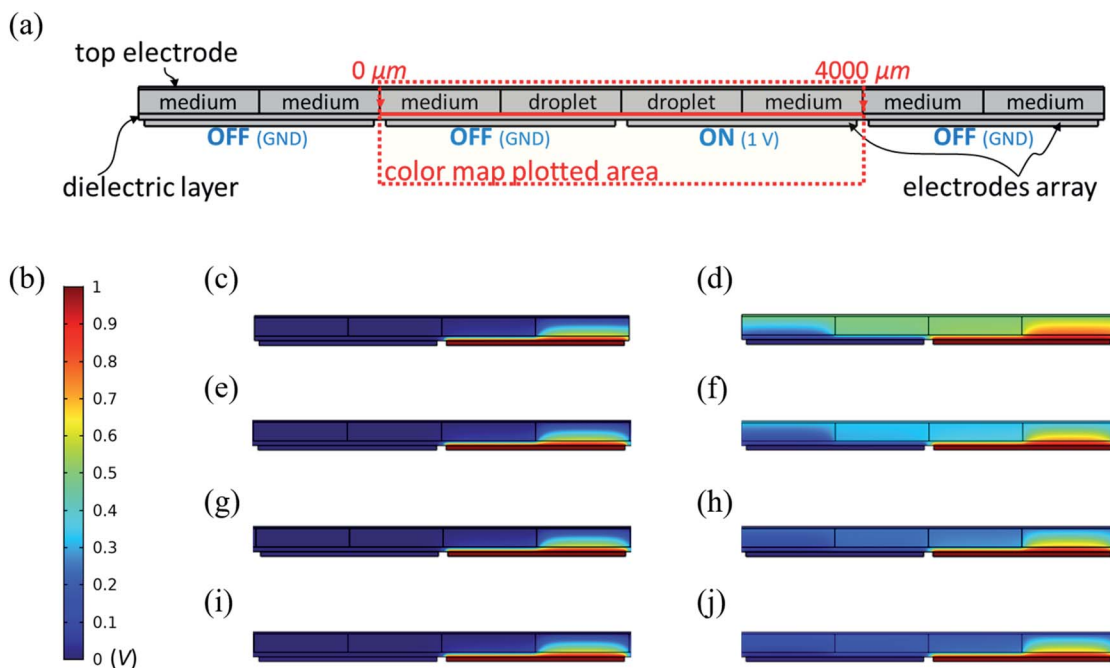 (a)
top electrode
0 μm
4000 μm
medium medium medium droplet droplet medium medium medium
OFF (GND) OFF (GND) ON (1 V) OFF (GND)
dielectric layer
color map plotted area
electrodes array
(b)
1
0.9
0.8
0.7
0.6
0.5
0.4
0.3
0.2
0.1
0 (V)
(c)
(d)
(e)
(f)
(g)
(h)
(i)
(j)